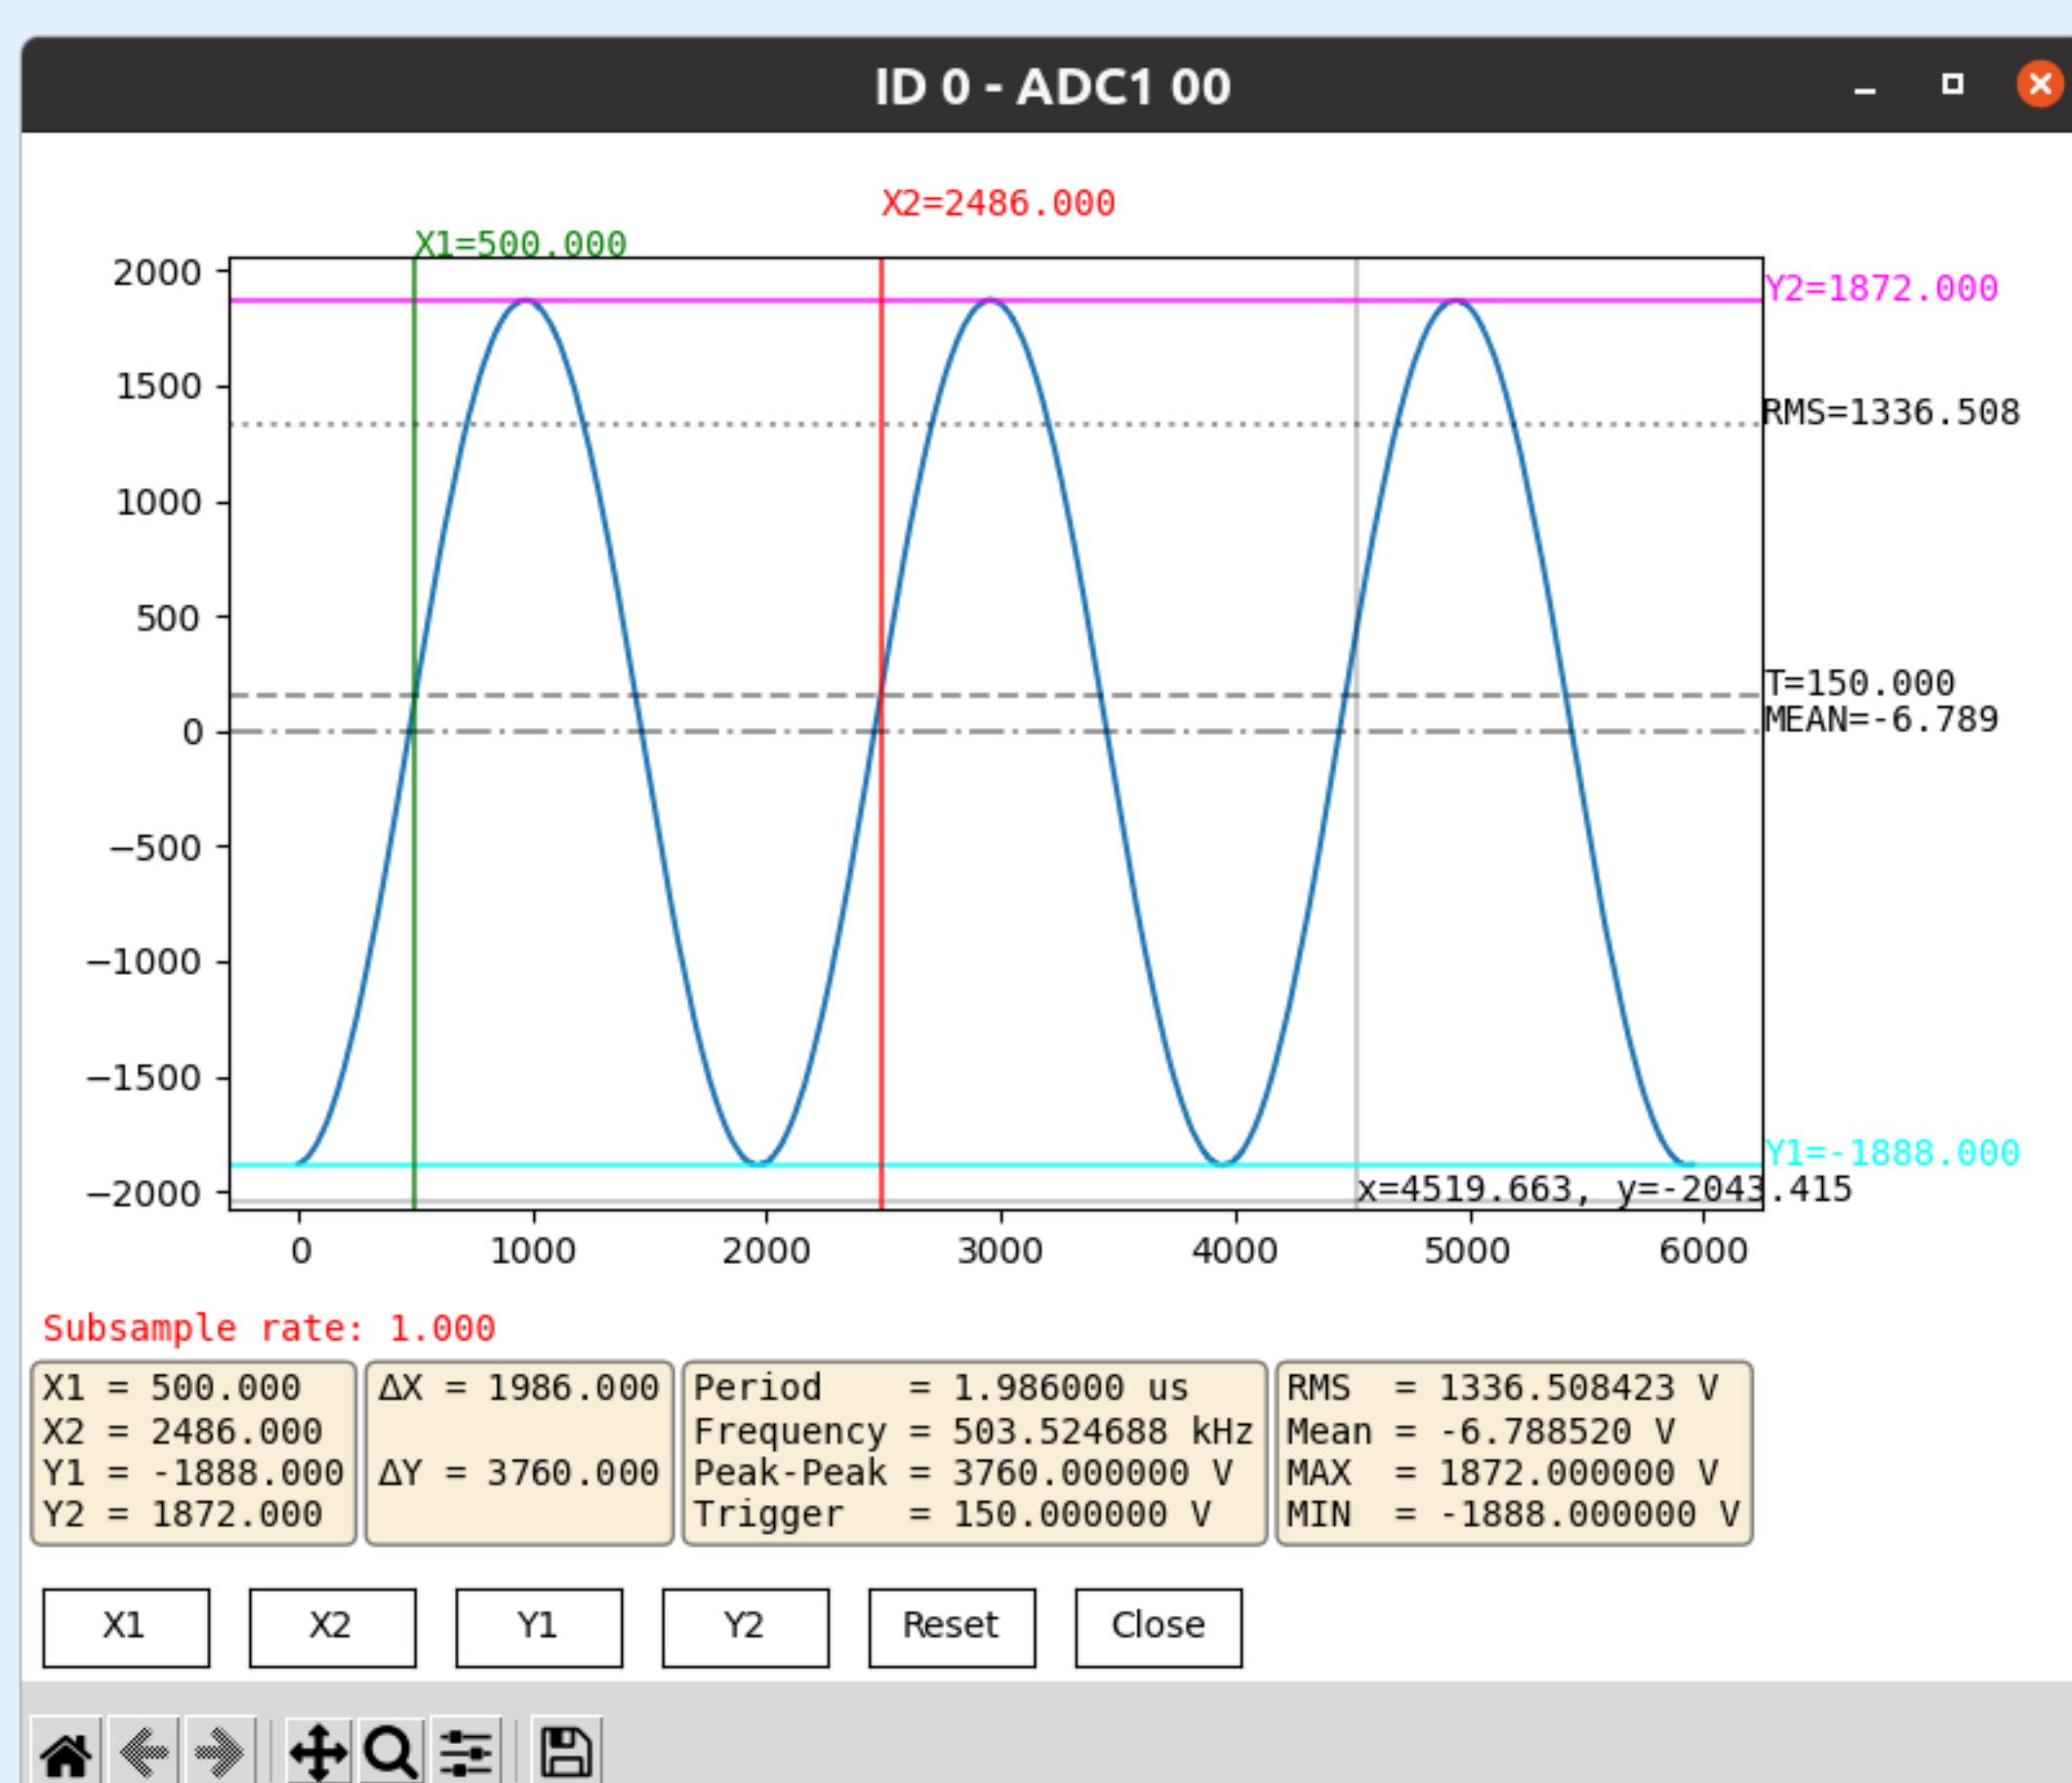 ID 0 - ADC1 00
X2=2486.000
X1=500.000
2000
Y2=1872.000
1500
RMS=1336.508
1000
500
T=150.000
MEAN=-6.789
0
−500
−1000
−1500
Y1=-1888.000
−2000
x=4519.663, y=-2043.415
0 1000 2000 3000 4000 5000 6000
Subsample rate: 1.000
X1 = 500.000
X2 = 2486.000
Y1 = -1888.000
Y2 = 1872.000
ΔX = 1986.000
ΔY = 3760.000
Period = 1.986000 us
Frequency = 503.524688 kHz
Peak-Peak = 3760.000000 V
Trigger = 150.000000 V
RMS = 1336.508423 V
Mean = -6.788520 V
MAX = 1872.000000 V
MIN = -1888.000000 V
X1 X2 Y1 Y2 Reset Close